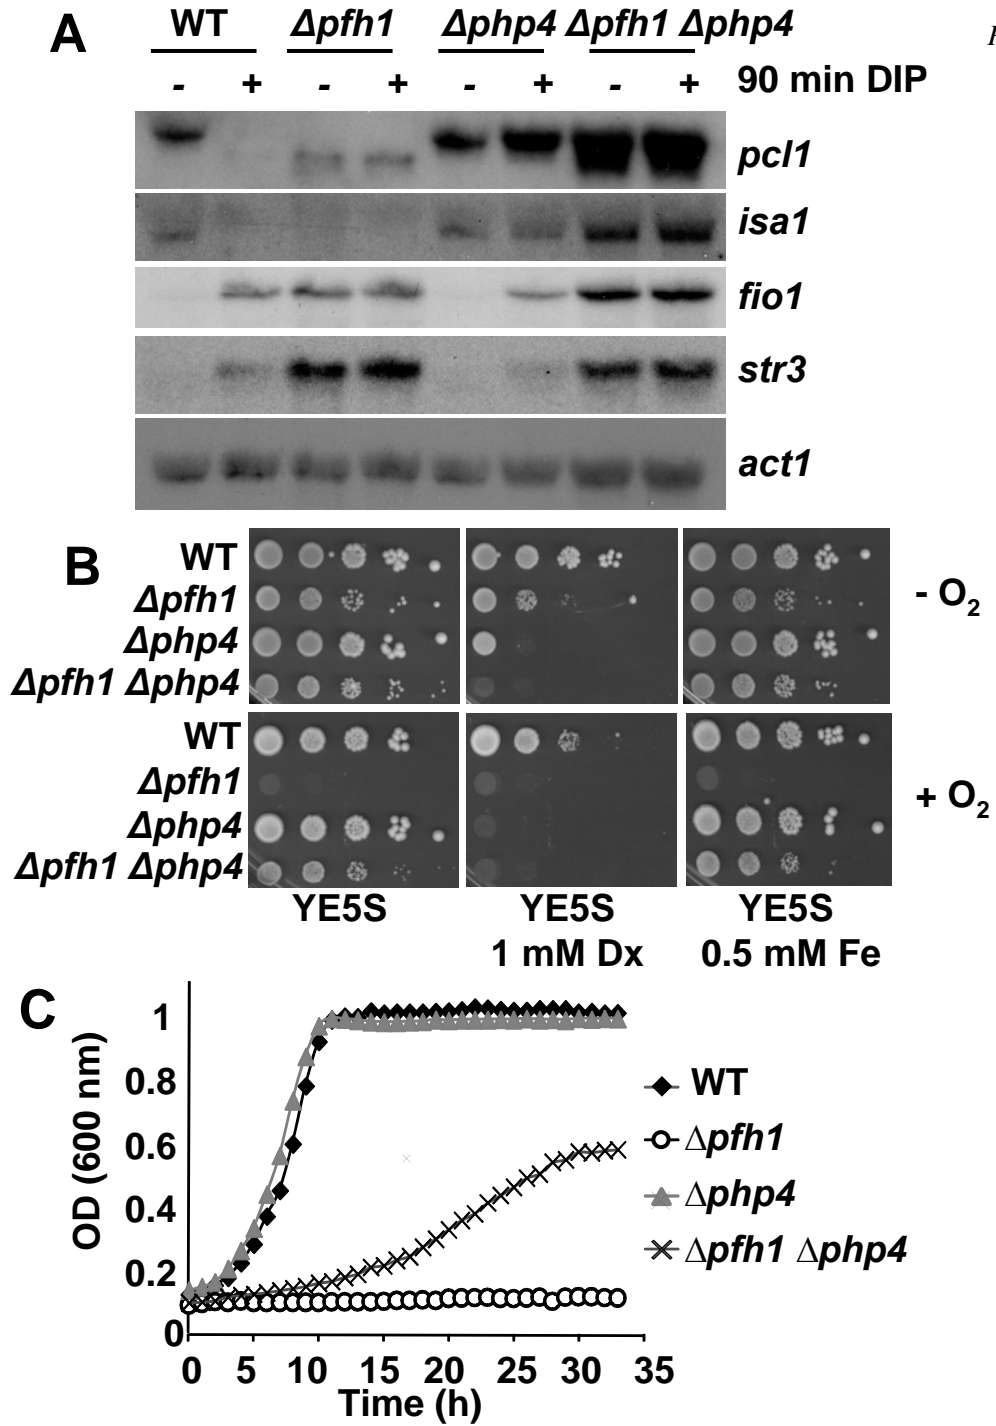 A
WT Δpfh1 Δphp4 Δpfh1 Δphp4
- + - + - + - + 90 min DIP
pcl1
isa1
fio1
str3
act1
B
WT
Δpfh1
Δphp4
Δpfh1 Δphp4
- O2
WT
Δpfh1
Δphp4
Δpfh1 Δphp4
+ O2
YE5S YE5S YE5S
1 mM Dx 0.5 mM Fe
C
OD (600 nm)
1
0.8
0.6
0.4
0.2
0
0 5 10 15 20 25 30 35
Time (h)
WT
Δpfh1
Δphp4
Δpfh1 Δphp4